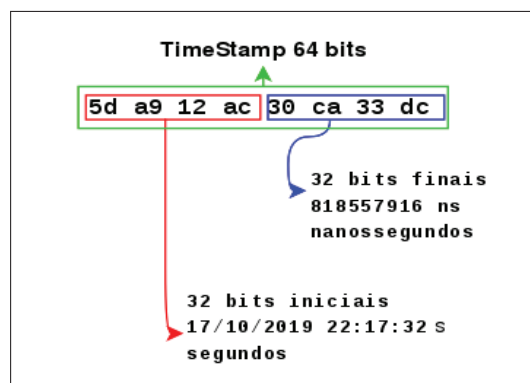 TimeStamp 64 bits
5d a9 12 ac 30 ca 33 dc
32 bits finais
818557916 ns
nanossegundos
32 bits iniciais
17/10/2019 22:17:32 s
segundos